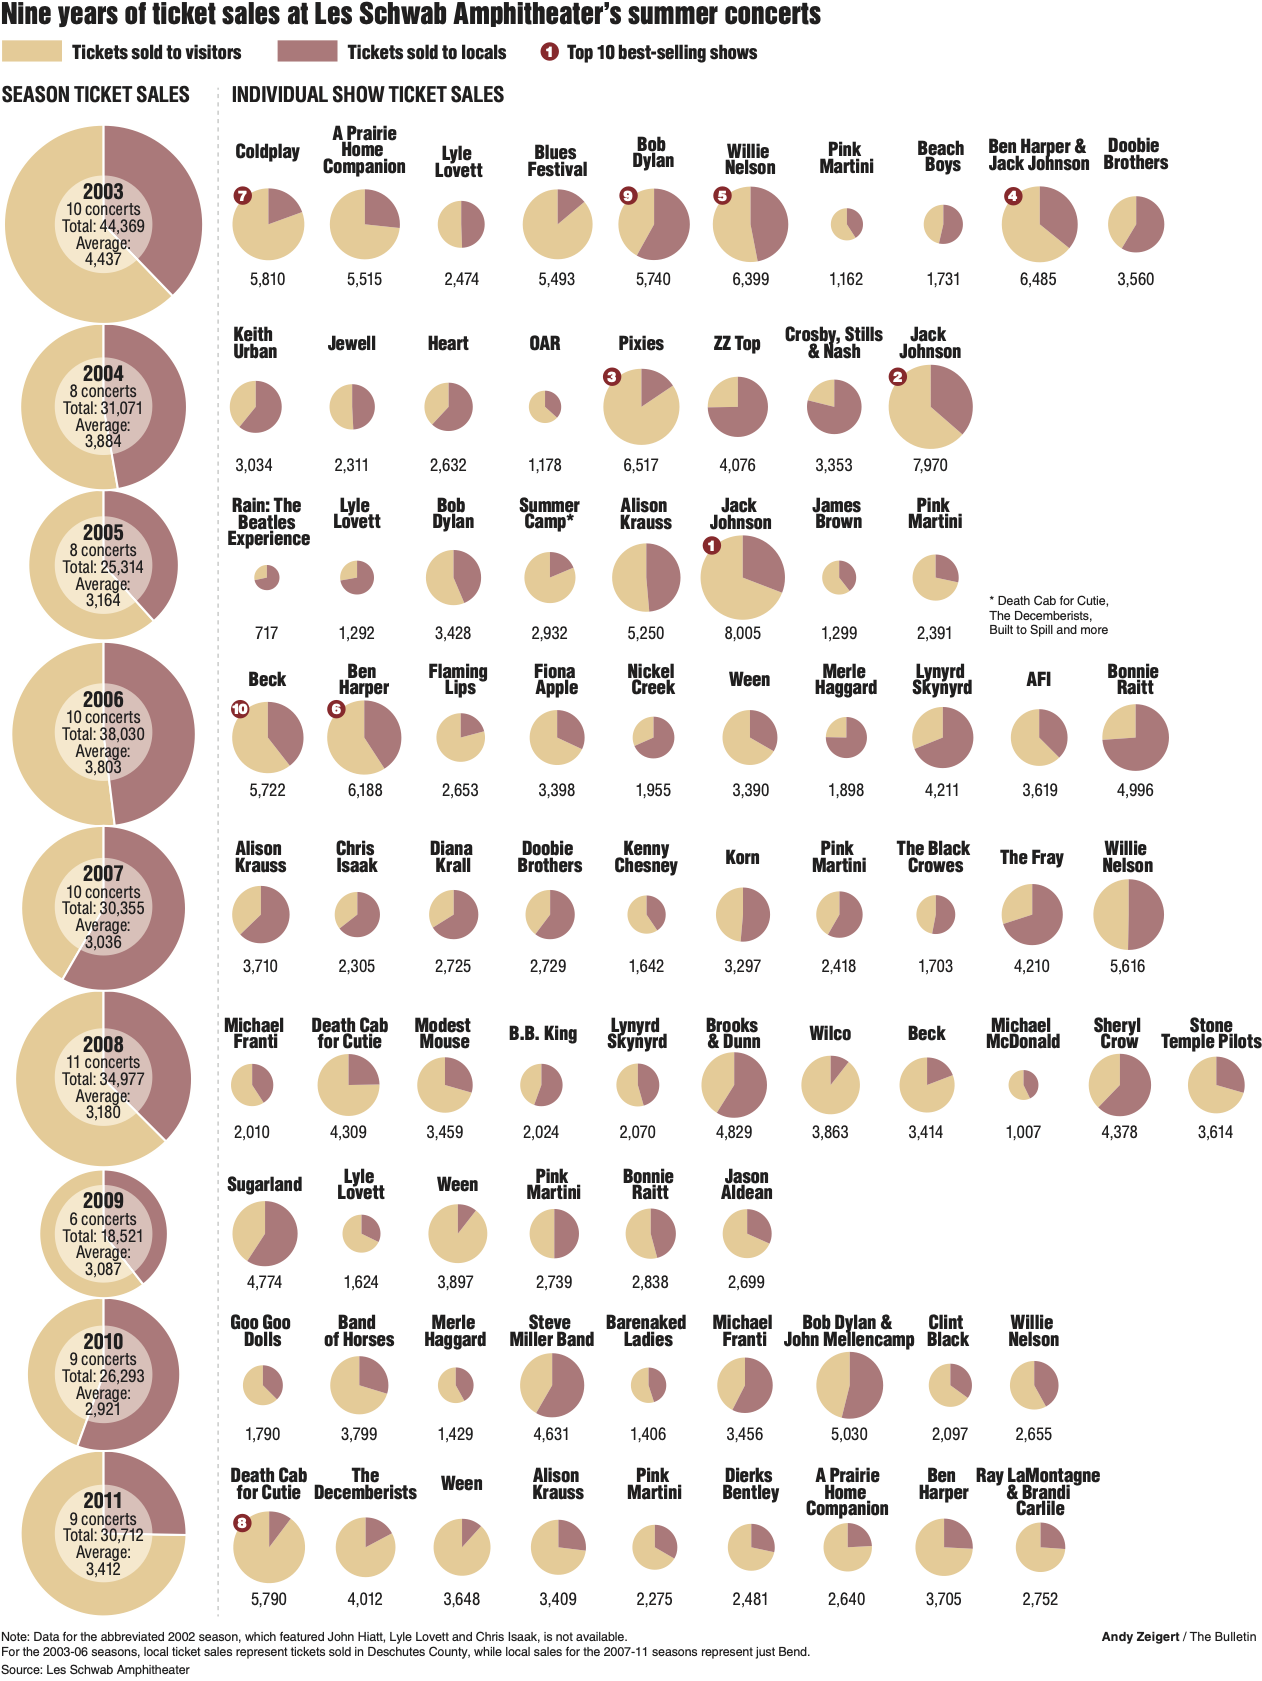 Nine years of ticket sales at Les Schwab Amphitheater’s summer concerts
Tickets sold to visitors
Tickets sold to locals
1 Top 10 best-selling shows
SEASON TICKET SALES
INDIVIDUAL SHOW TICKET SALES
2003
10 concerts
Total: 44,369
Average:
4,437
Coldplay
7
5,810
A Prairie
Home
Companion
5,515
Lyle
Lovett
2,474
Blues
Festival
5,493
Bob
Dylan
9
5,740
Willie
Nelson
5
6,399
Pink
Martini
1,162
Beach
Boys
1,731
Ben Harper &
Jack Johnson
4
6,485
Doobie
Brothers
3,560
2004
8 concerts
Total: 31,071
Average:
3,884
Keith
Urban
3,034
Jewell
2,311
Heart
2,632
OAR
1,178
Pixies
3
6,517
ZZ Top
4,076
Crosby, Stills
& Nash
3,353
Jack
Johnson
2
7,970
2005
8 concerts
Total: 25,314
Average:
3,164
Rain: The
Beatles
Experience
717
Lyle
Lovett
1,292
Bob
Dylan
3,428
Summer
Camp*
2,932
Alison
Krauss
5,250
Jack
Johnson
1
8,005
James
Brown
1,299
Pink
Martini
2,391
* Death Cab for Cutie,
The Decemberists,
Built to Spill and more
2006
10 concerts
Total: 38,030
Average:
3,803
Beck
10
5,722
Ben
Harper
6
6,188
Flaming
Lips
2,653
Fiona
Apple
3,398
Nickel
Creek
1,955
Ween
3,390
Merle
Haggard
1,898
Lynyrd
Skynyrd
4,211
AFI
3,619
Bonnie
Raitt
4,996
2007
10 concerts
Total: 30,355
Average:
3,036
Alison
Krauss
3,710
Chris
Isaak
2,305
Diana
Krall
2,725
Doobie
Brothers
2,729
Kenny
Chesney
1,642
Korn
3,297
Pink
Martini
2,418
The Black
Crowes
1,703
The Fray
4,210
Willie
Nelson
5,616
2008
11 concerts
Total: 34,977
Average:
3,180
Michael
Franti
2,010
Death Cab
for Cutie
4,309
Modest
Mouse
3,459
B.B. King
2,024
Lynyrd
Skynyrd
2,070
Brooks
& Dunn
4,829
Wilco
3,863
Beck
3,414
Michael
McDonald
1,007
Sheryl
Crow
4,378
Stone
Temple Pilots
3,614
2009
6 concerts
Total: 18,521
Average:
3,087
Sugarland
4,774
Lyle
Lovett
1,624
Ween
3,897
Pink
Martini
2,739
Bonnie
Raitt
2,838
Jason
Aldean
2,699
2010
9 concerts
Total: 26,293
Average:
2,921
Goo Goo
Dolls
1,790
Band
of Horses
3,799
Merle
Haggard
1,429
Steve
Miller Band
4,631
Barenaked
Ladies
1,406
Michael
Franti
3,456
Bob Dylan &
John Mellencamp
5,030
Clint
Black
2,097
Willie
Nelson
2,655
2011
9 concerts
Total: 30,712
Average:
3,412
Death Cab
for Cutie
8
5,790
The
Decemberists
4,012
Ween
3,648
Alison
Krauss
3,409
Pink
Martini
2,275
Dierks
Bentley
2,481
A Prairie
Home
Companion
2,640
Ben
Harper
3,705
Ray LaMontagne
& Brandi
Carlile
2,752
Note: Data for the abbreviated 2002 season, which featured John Hiatt, Lyle Lovett and Chris Isaak, is not available.
Andy Zeigert / The Bulletin
For the 2003-06 seasons, local ticket sales represent tickets sold in Deschutes County, while local sales for the 2007-11 seasons represent just Bend.
Source: Les Schwab Amphitheater